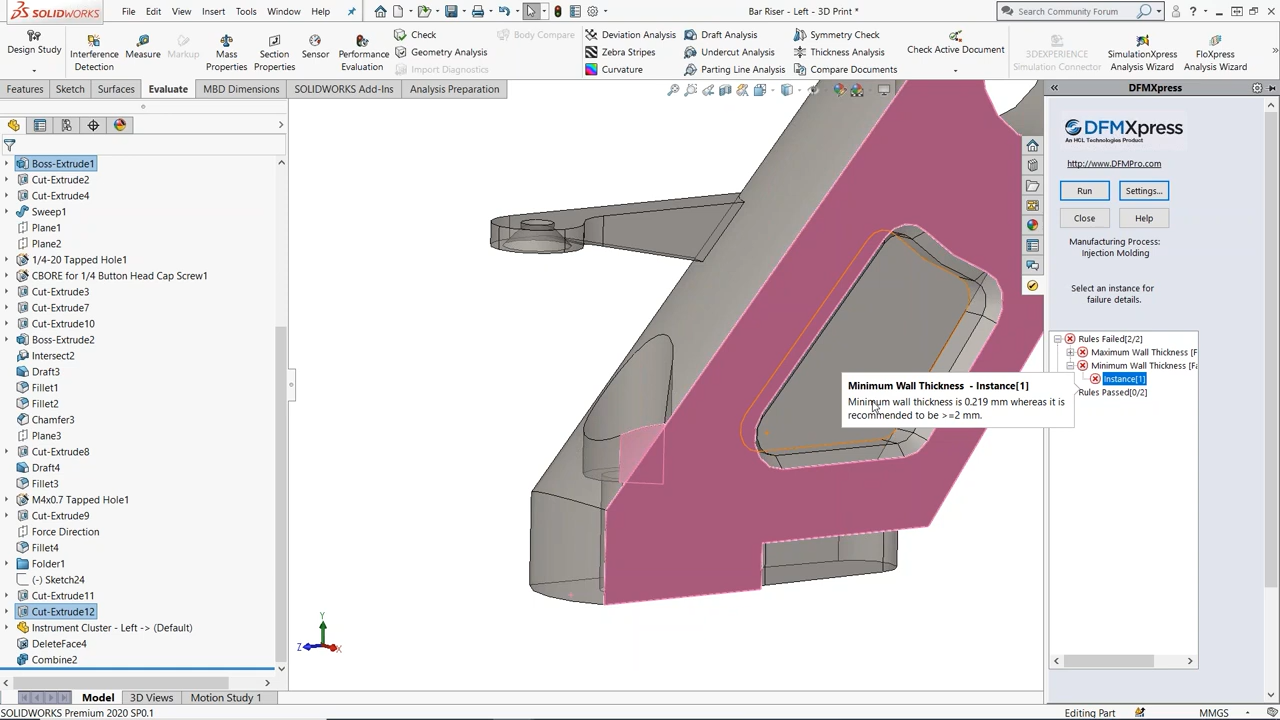 SOLIDWORKS
File
Edit
View
Insert
Tools
Window
Help
Bar Riser - Left - 3D Print *
Search Community Forum
Design Study
Interference Detection
Measure
Mass Properties
Section Properties
Sensor
Performance Evaluation
Check
Geometry Analysis
Import Diagnostics
Body Compare
Deviation Analysis
Zebra Stripes
Curvature
Draft Analysis
Undercut Analysis
Parting Line Analysis
Symmetry Check
Thickness Analysis
Compare Documents
Check Active Document
3DEXPERIENCE Simulation Connector
SimulationXpress Analysis Wizard
FloXpress Analysis Wizard
Features
Sketch
Surfaces
Evaluate
MBD Dimensions
SOLIDWORKS Add-Ins
Analysis Preparation
Boss-Extrude1
Cut-Extrude2
Cut-Extrude4
Sweep1
Plane1
Plane2
1/4-20 Tapped Hole1
CBORE for 1/4 Button Head Cap Screw1
Cut-Extrude3
Cut-Extrude7
Cut-Extrude10
Boss-Extrude2
Intersect2
Draft3
Fillet1
Fillet2
Chamfer3
Plane3
Cut-Extrude8
Draft4
Fillet3
M4x0.7 Tapped Hole1
Cut-Extrude9
Force Direction
Fillet4
Folder1
(-) Sketch24
Cut-Extrude11
Cut-Extrude12
Instrument Cluster - Left -> (Default)
DeleteFace4
Combine2
Y
Z
X
Minimum Wall Thickness - Instance[1]
Minimum wall thickness is 0.219 mm whereas it is
recommended to be >=2 mm.
DFMXpress
DFMXpress
An HCL Technologies Product
http://www.DFMPro.com
Run
Settings...
Close
Help
Manufacturing Process:
Injection Molding
Select an instance for
failure details.
Rules Failed[2/2]
Maximum Wall Thickness [F
Minimum Wall Thickness [Fa
Instance[1]
Rules Passed[0/2]
Model
3D Views
Motion Study 1
SOLIDWORKS Premium 2020 SP0.1
Editing Part
MMGS